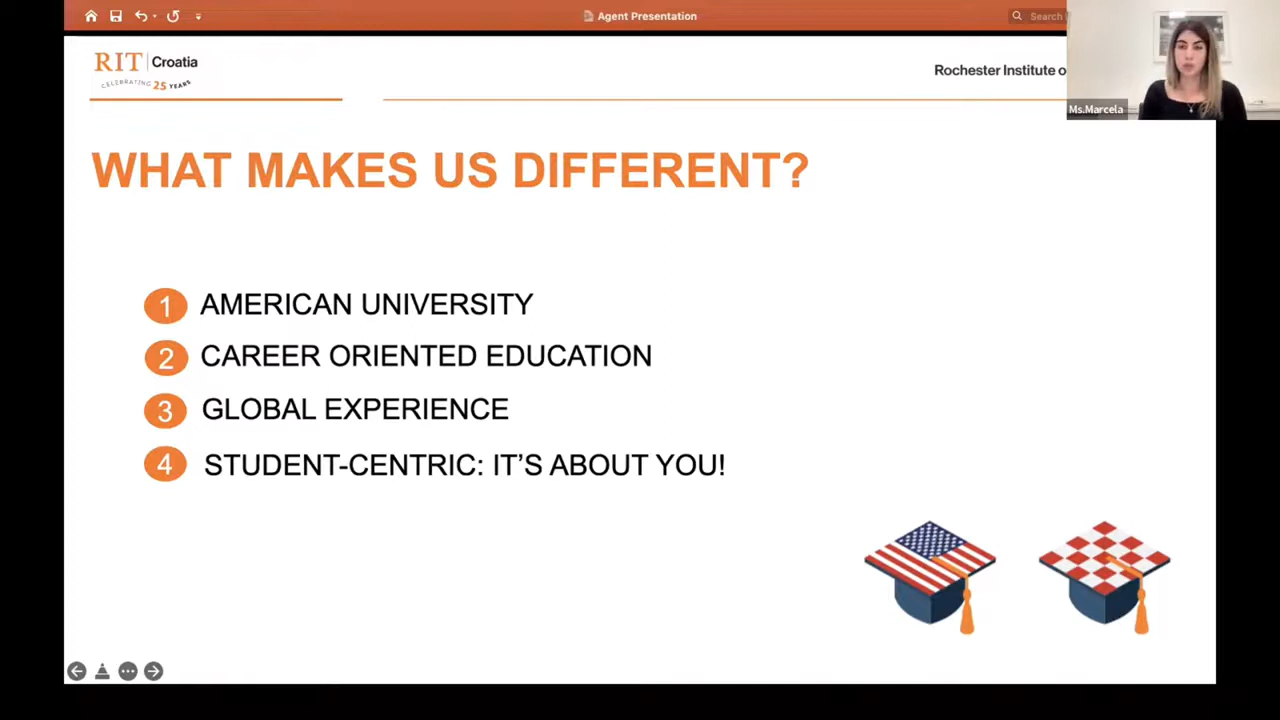 Agent Presentation
Search
RIT Croatia
CELEBRATING 25 YEARS
Rochester Institute o
Ms.Marcela
WHAT MAKES US DIFFERENT?
1 AMERICAN UNIVERSITY
2 CAREER ORIENTED EDUCATION
3 GLOBAL EXPERIENCE
4 STUDENT-CENTRIC: IT'S ABOUT YOU!